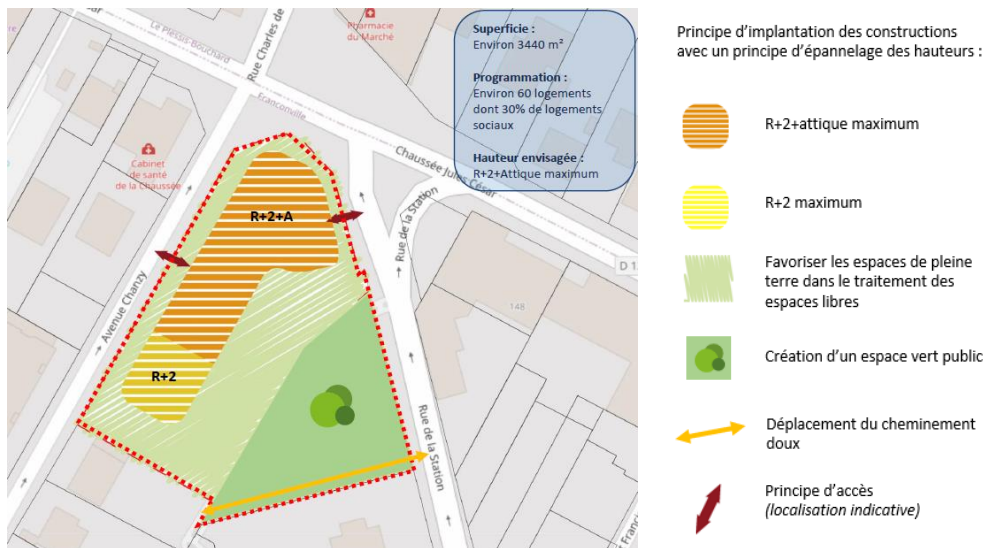 sar
Le Plessis-Bouchard
Rue Charles de
Pharmacie
du Marché
Franconville
Cabinet
de santé
de la Chaussée
Chaussée Jules César
Rue de la Station
D 1
148
Avenue Chanzy
Rue de la Station
R+2+A
R+2
Superficie :
Environ 3440 m²
Programmation :
Environ 60 logements
dont 30% de logements
sociaux
Hauteur envisagée :
R+2+Attique maximum
Principe d’implantation des constructions
avec un principe d’épannelage des hauteurs :
R+2+attique maximum
R+2 maximum
Favoriser les espaces de pleine
terre dans le traitement des
espaces libres
Création d’un espace vert public
Déplacement du cheminement
doux
Principe d’accès
(localisation indicative)